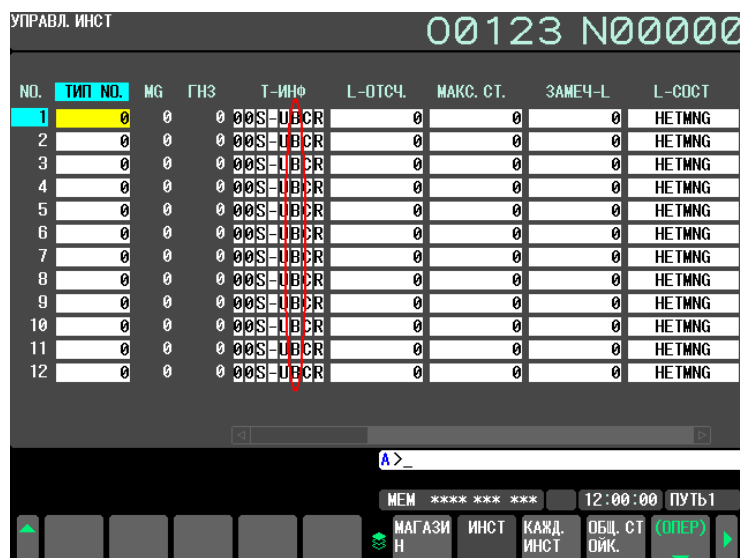 УПРАВЛ. ИНСТ O0123 N00000
NO. ТИП NO. MG ГНЗ Т-ИНФ L-ОТСЧ. МАКС. СТ. ЗАМЕЧ-L L-СОСТ
1 0 0 0 00S-UBCR 0 0 0 НЕТMNG
2 0 0 0 00S-UBCR 0 0 0 НЕТMNG
3 0 0 0 00S-UBCR 0 0 0 НЕТMNG
4 0 0 0 00S-UBCR 0 0 0 НЕТMNG
5 0 0 0 00S-UBCR 0 0 0 НЕТMNG
6 0 0 0 00S-UBCR 0 0 0 НЕТMNG
7 0 0 0 00S-UBCR 0 0 0 НЕТMNG
8 0 0 0 00S-UBCR 0 0 0 НЕТMNG
9 0 0 0 00S-UBCR 0 0 0 НЕТMNG
10 0 0 0 00S-UBCR 0 0 0 НЕТMNG
11 0 0 0 00S-UBCR 0 0 0 НЕТMNG
12 0 0 0 00S-UBCR 0 0 0 НЕТMNG
A>_
MEM **** *** *** 12:00:00 ПУТЬ1
МАГАЗИ ИНСТ КАЖД. ОБЩ. СТ (ОПЕР)
Н ИНСТ ОЙК.